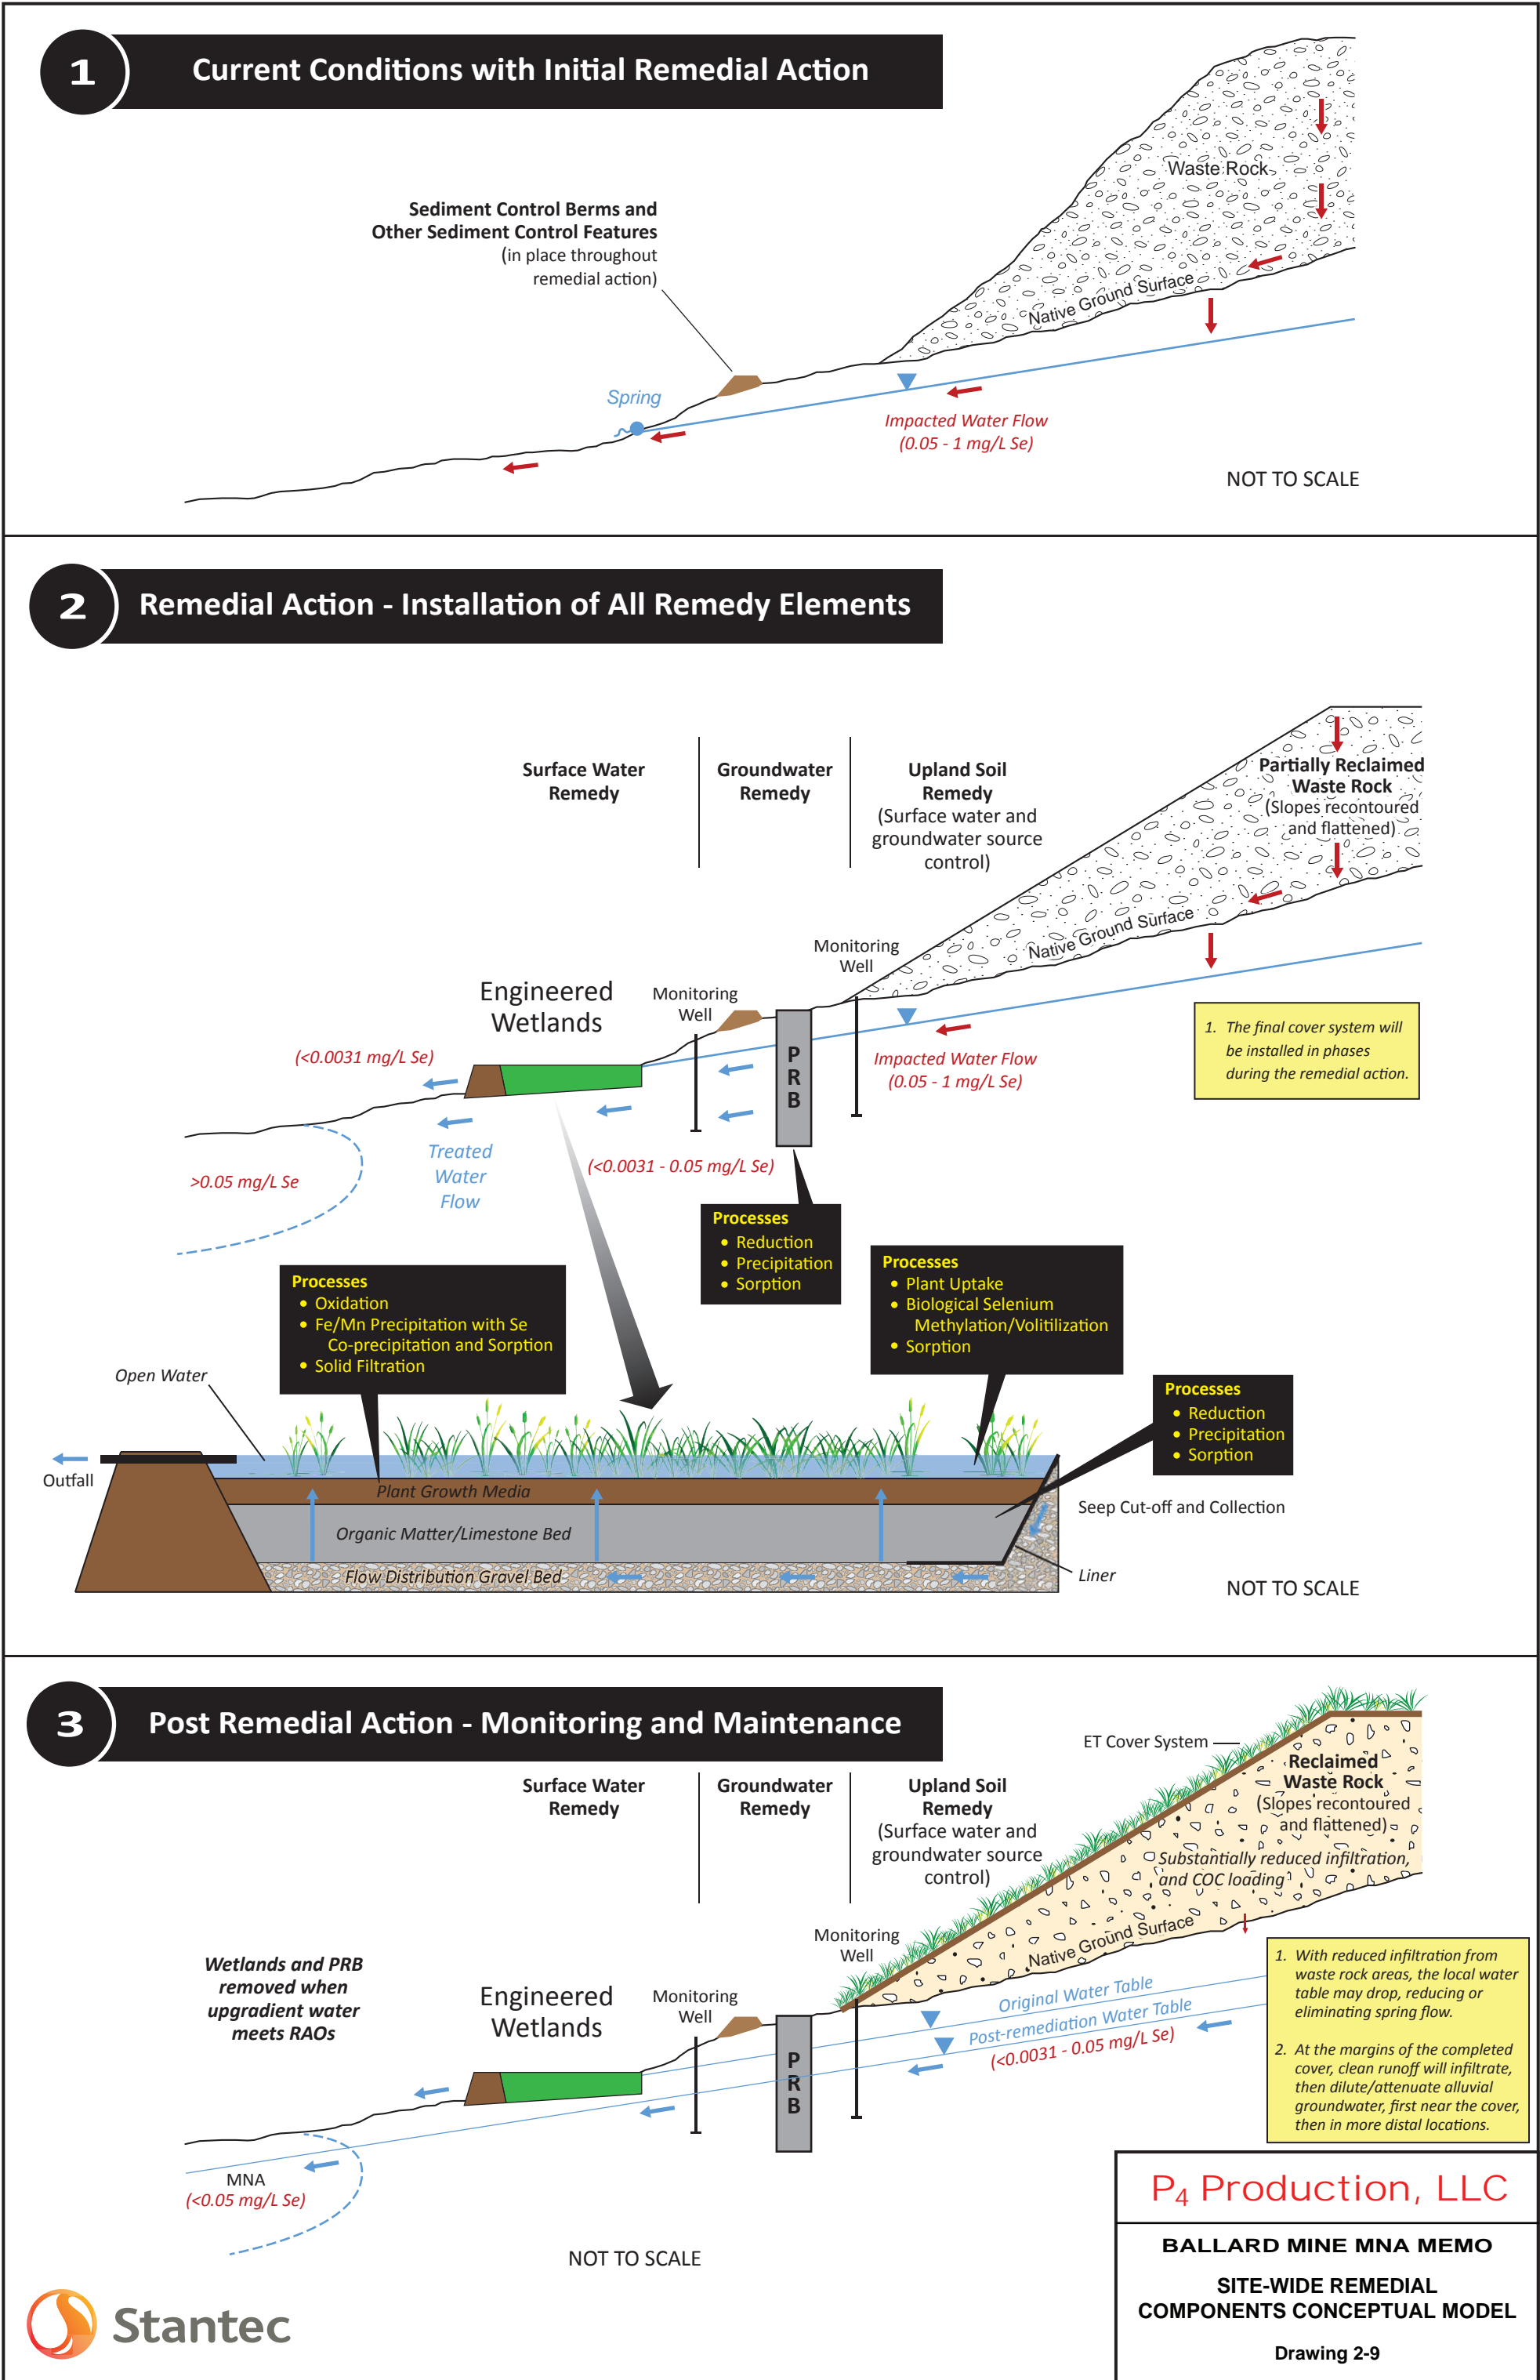 1
Current Conditions with Initial Remedial Action
Waste Rock
Sediment Control Berms and
Other Sediment Control Features
(in place throughout
remedial action)
Native Ground Surface
Spring
Impacted Water Flow
(0.05 - 1 mg/L Se)
NOT TO SCALE
2
Remedial Action - Installation of All Remedy Elements
Surface Water
Remedy
Groundwater
Remedy
Upland Soil
Remedy
(Surface water and
groundwater source
control)
Partially Reclaimed
Waste Rock
(Slopes recontoured
and flattened)
Native Ground Surface
Monitoring
Well
Engineered
Wetlands
Monitoring
Well
(<0.0031 mg/L Se)
P
R
B
Impacted Water Flow
(0.05 - 1 mg/L Se)
1. The final cover system will
be installed in phases
during the remedial action.
Treated
Water
Flow
(<0.0031 - 0.05 mg/L Se)
>0.05 mg/L Se
Processes
• Reduction
• Precipitation
• Sorption
Processes
• Oxidation
• Fe/Mn Precipitation with Se
Co-precipitation and Sorption
• Solid Filtration
Processes
• Plant Uptake
• Biological Selenium
Methylation/Volitilization
• Sorption
Processes
• Reduction
• Precipitation
• Sorption
Open Water
Outfall
Plant Growth Media
Organic Matter/Limestone Bed
Flow Distribution Gravel Bed
Seep Cut-off and Collection
Liner
NOT TO SCALE
3
Post Remedial Action - Monitoring and Maintenance
ET Cover System
Surface Water
Remedy
Groundwater
Remedy
Upland Soil
Remedy
(Surface water and
groundwater source
control)
Reclaimed
Waste Rock
(Slopes recontoured
and flattened)
Substantially reduced infiltration,
and COC loading
Native Ground Surface
Monitoring
Well
Wetlands and PRB
removed when
upgradient water
meets RAOs
Engineered
Wetlands
Monitoring
Well
P
R
B
Original Water Table
Post-remediation Water Table
(<0.0031 - 0.05 mg/L Se)
1. With reduced infiltration from
waste rock areas, the local water
table may drop, reducing or
eliminating spring flow.
2. At the margins of the completed
cover, clean runoff will infiltrate,
then dilute/attenuate alluvial
groundwater, first near the cover,
then in more distal locations.
MNA
(<0.05 mg/L Se)
NOT TO SCALE
Stantec
P4 Production, LLC
BALLARD MINE MNA MEMO
SITE-WIDE REMEDIAL
COMPONENTS CONCEPTUAL MODEL
Drawing 2-9